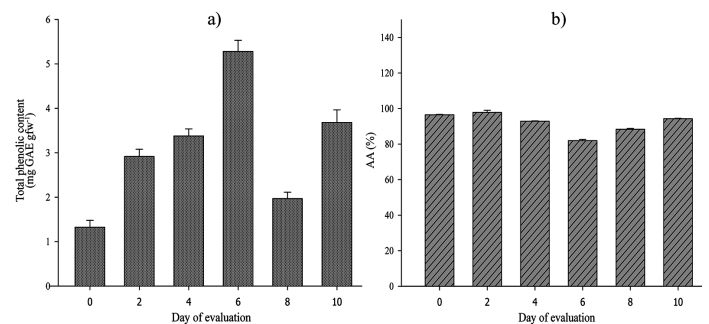 a)
6
5
4
3
2
1
0
Total phenolic content
(mg GAE gfw⁻¹)
0 2 4 6 8 10
Day of evaluation
b)
140
120
100
80
60
40
20
0
AA (%)
0 2 4 6 8 10
Day of evaluation